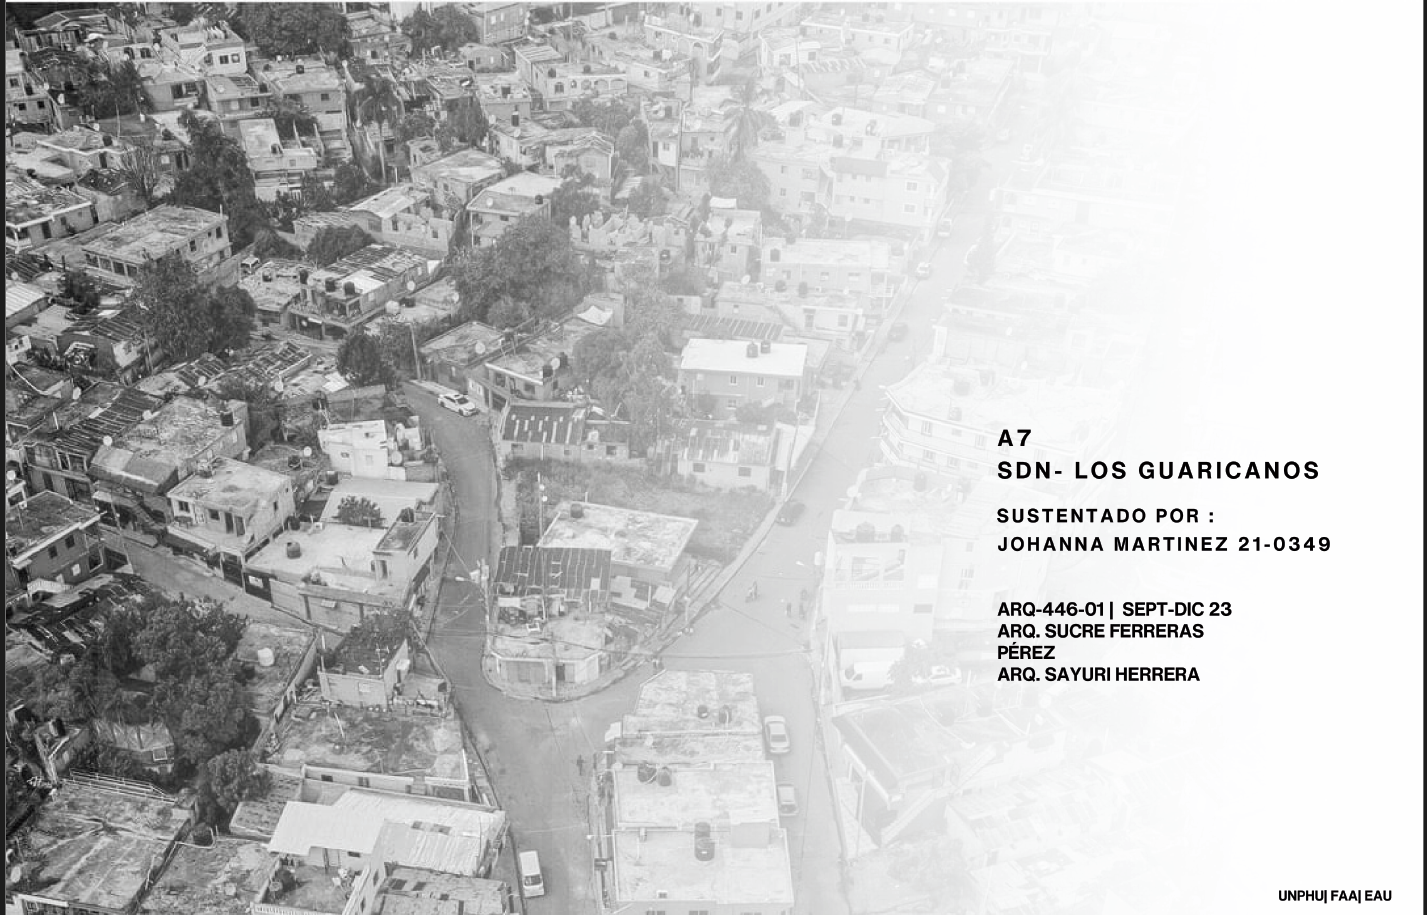 A7
SDN- LOS GUARICANOS
SUSTENTADO POR :
JOHANNA MARTINEZ 21-0349
ARQ-446-01 | SEPT-DIC 23
ARQ. SUCRE FERRERAS
PÉREZ
ARQ. SAYURI HERRERA
UNPHU| FAA| EAU